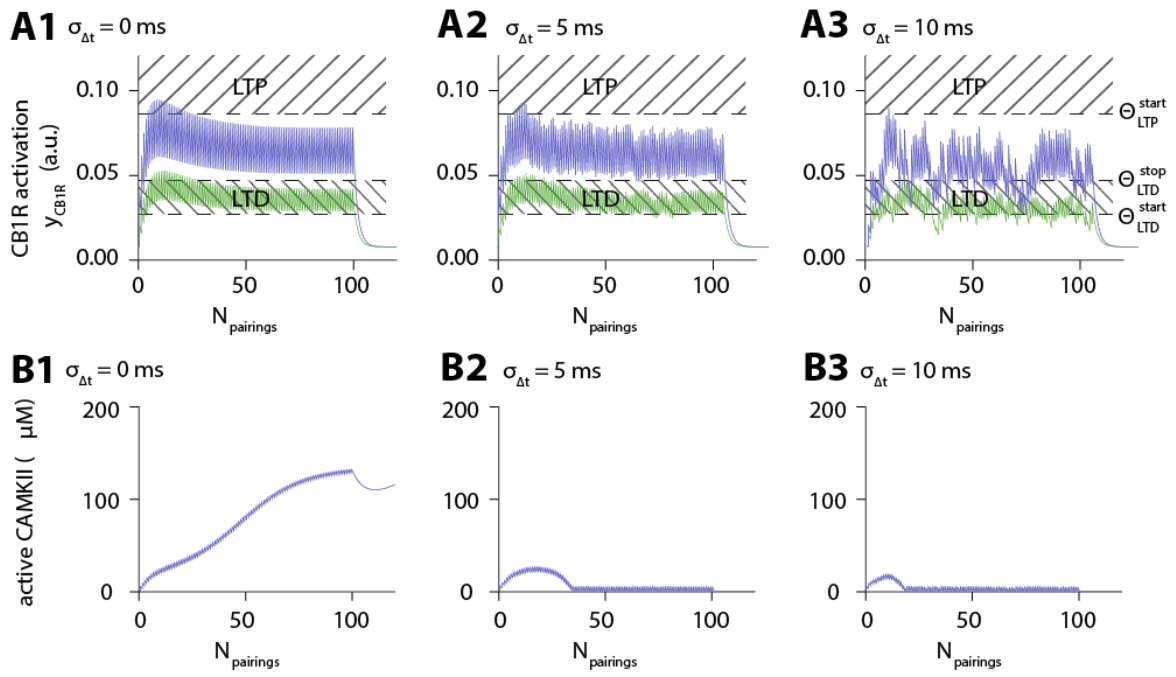 A1 σΔt = 0 ms
A2 σΔt = 5 ms
A3 σΔt = 10 ms
CB1R activation
yCB1R (a.u.)
0.10
0.05
0.00
LTP
LTD
0
50
100
Npairings
0.10
0.05
0.00
LTP
LTD
0
50
100
Npairings
0.10
0.05
0.00
LTP
LTD
0
50
100
Npairings
Θ start LTP
Θ stop LTD
Θ start LTD
B1 σΔt = 0 ms
B2 σΔt = 5 ms
B3 σΔt = 10 ms
active CAMKII ( μM)
200
100
0
0
50
100
Npairings
200
100
0
0
50
100
Npairings
200
100
0
0
50
100
Npairings